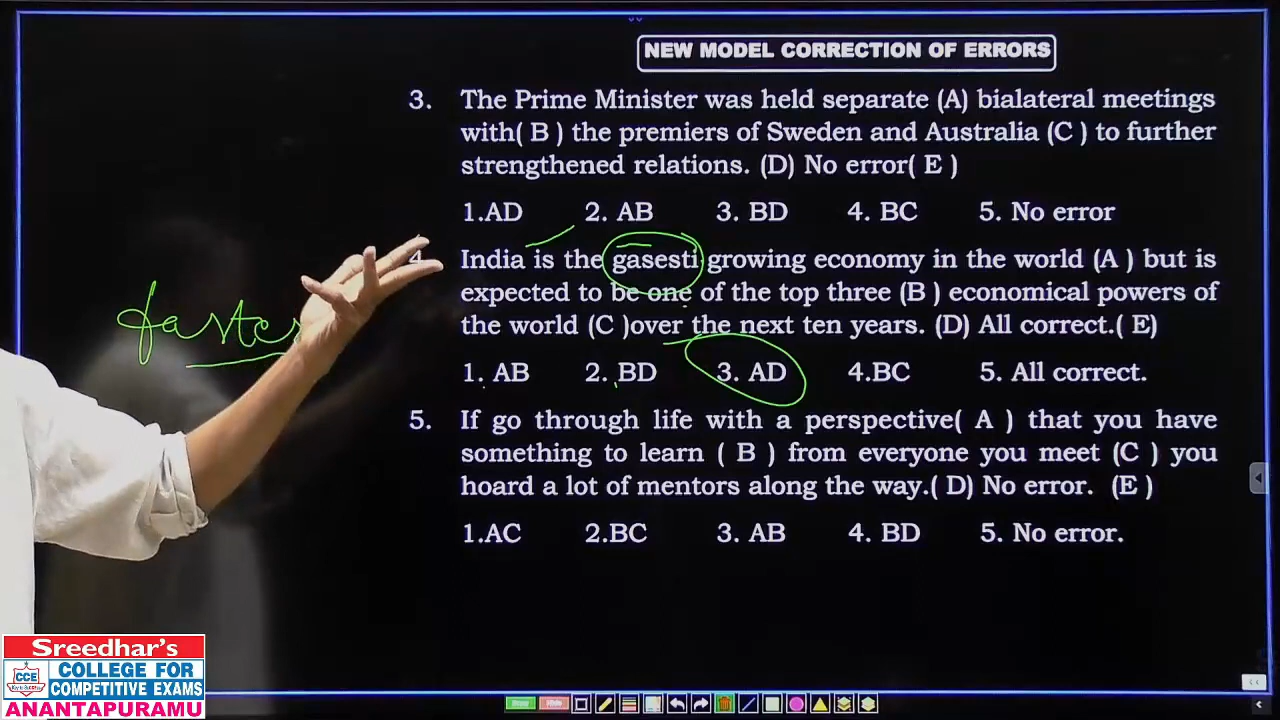 NEW MODEL CORRECTION OF ERRORS
3. The Prime Minister was held separate (A) bialateral meetings
with( B ) the premiers of Sweden and Australia (C ) to further
strengthened relations. (D) No error( E )
1.AD 2. AB 3. BD 4. BC 5. No error
4. India is the gasesti growing economy in the world (A ) but is
expected to be one of the top three (B ) economical powers of
the world (C )over the next ten years. (D) All correct.( E)
1. AB 2. BD 3. AD 4.BC 5. All correct.
5. If go through life with a perspective( A ) that you have
something to learn ( B ) from everyone you meet (C ) you
hoard a lot of mentors along the way.( D) No error. (E )
1.AC 2.BC 3. AB 4. BD 5. No error.
Sreedhar's
CCE
COLLEGE FOR
COMPETITIVE EXAMS
ANANTAPURAMU